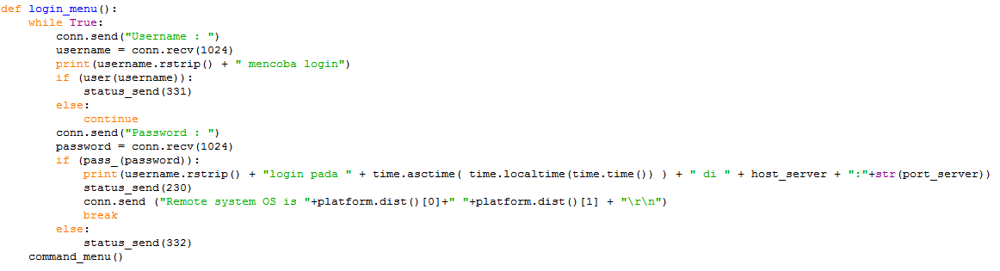 def login_menu():
    while True:
        conn.send("Username : ")
        username = conn.recv(1024)
        print(username.rstrip() + " mencoba login")
        if (user(username)):
            status_send(331)
        else:
            continue
        conn.send("Password : ")
        password = conn.recv(1024)
        if (pass_(password)):
            print(username.rstrip() + "login pada " + time.asctime( time.localtime(time.time()) ) + " di " + host_server + ":"+str(port_server))
            status_send(230)
            conn.send ("Remote system OS is "+platform.dist()[0]+" "+platform.dist()[1] + "\r\n")
            break
        else:
            status_send(332)
    command_menu()